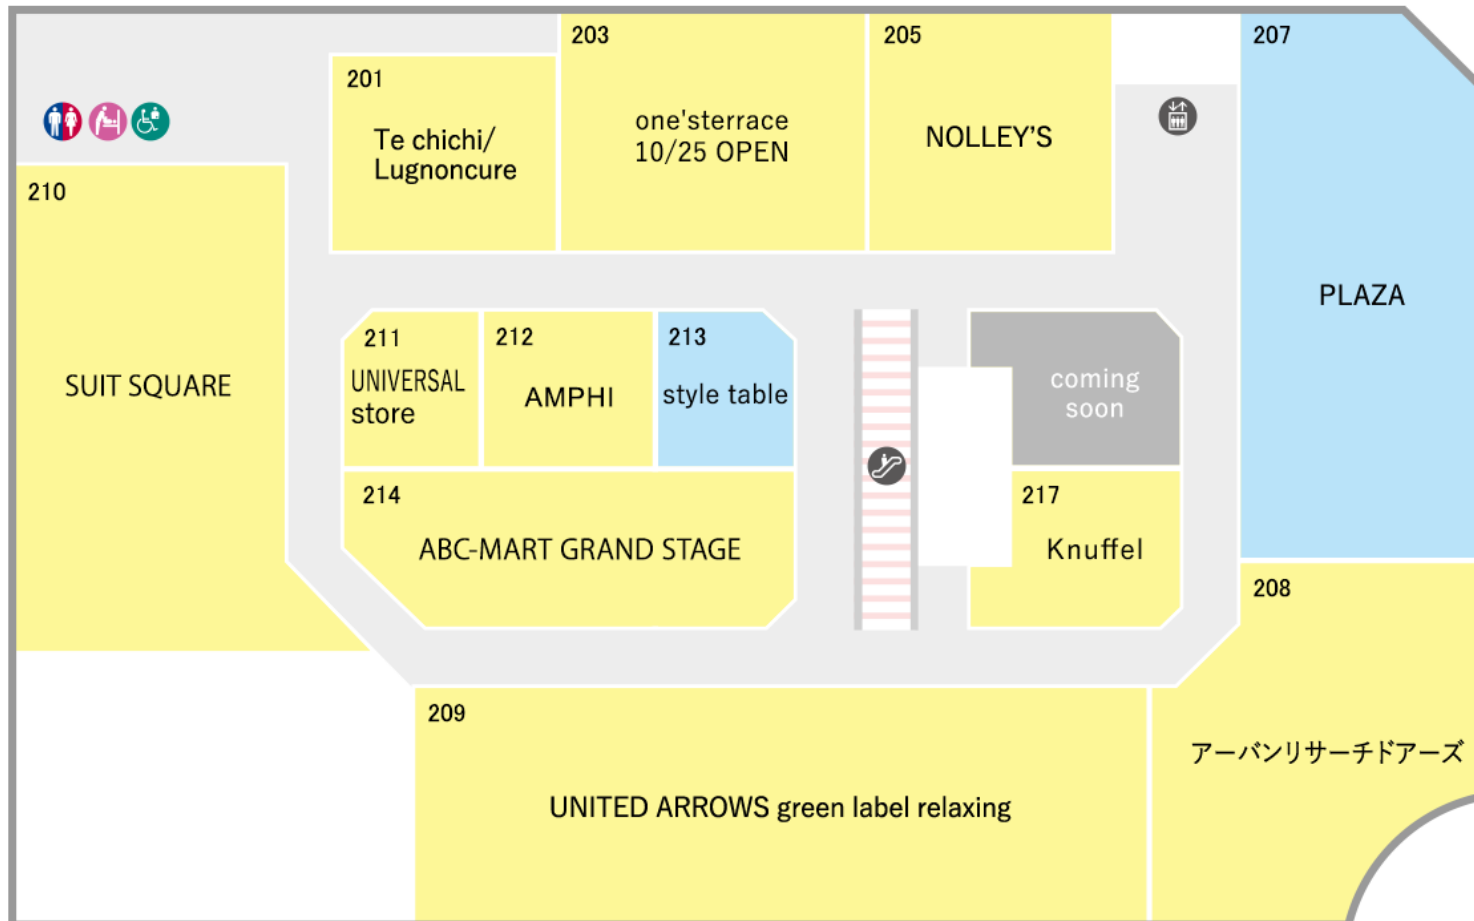 201
Te chichi/
Lugnoncure
203
one'sterrace
10/25 OPEN
205
NOLLEY'S
207
PLAZA
210
SUIT SQUARE
211
UNIVERSAL
store
212
AMPHI
213
style table
coming
soon
214
ABC-MART GRAND STAGE
217
Knuffel
208
アーバンリサーチドアーズ
209
UNITED ARROWS green label relaxing